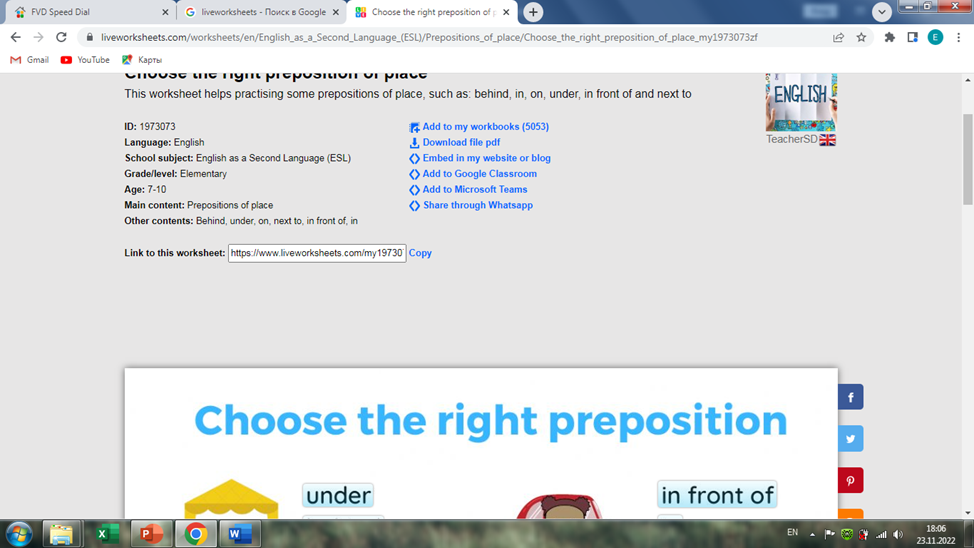 FVD Speed Dial
liveworksheets - Поиск в Google
Choose the right preposition of p
liveworksheets.com/worksheets/en/English_as_a_Second_Language_(ESL)/Prepositions_of_place/Choose_the_right_preposition_of_place_my1973073zf
E
Gmail
YouTube
Карты
Choose the right preposition of place
This worksheet helps practising some prepositions of place, such as: behind, in, on, under, in front of and next to
ENGLISH
TeacherSD
ID: 1973073
Language: English
School subject: English as a Second Language (ESL)
Grade/level: Elementary
Age: 7-10
Main content: Prepositions of place
Other contents: Behind, under, on, next to, in front of, in
Add to my workbooks (5053)
Download file pdf
Embed in my website or blog
Add to Google Classroom
Add to Microsoft Teams
Share through Whatsapp
Link to this worksheet: https://www.liveworksheets.com/my19730 Copy
Choose the right preposition
under
in front of
EN
18:06
23.11.2022